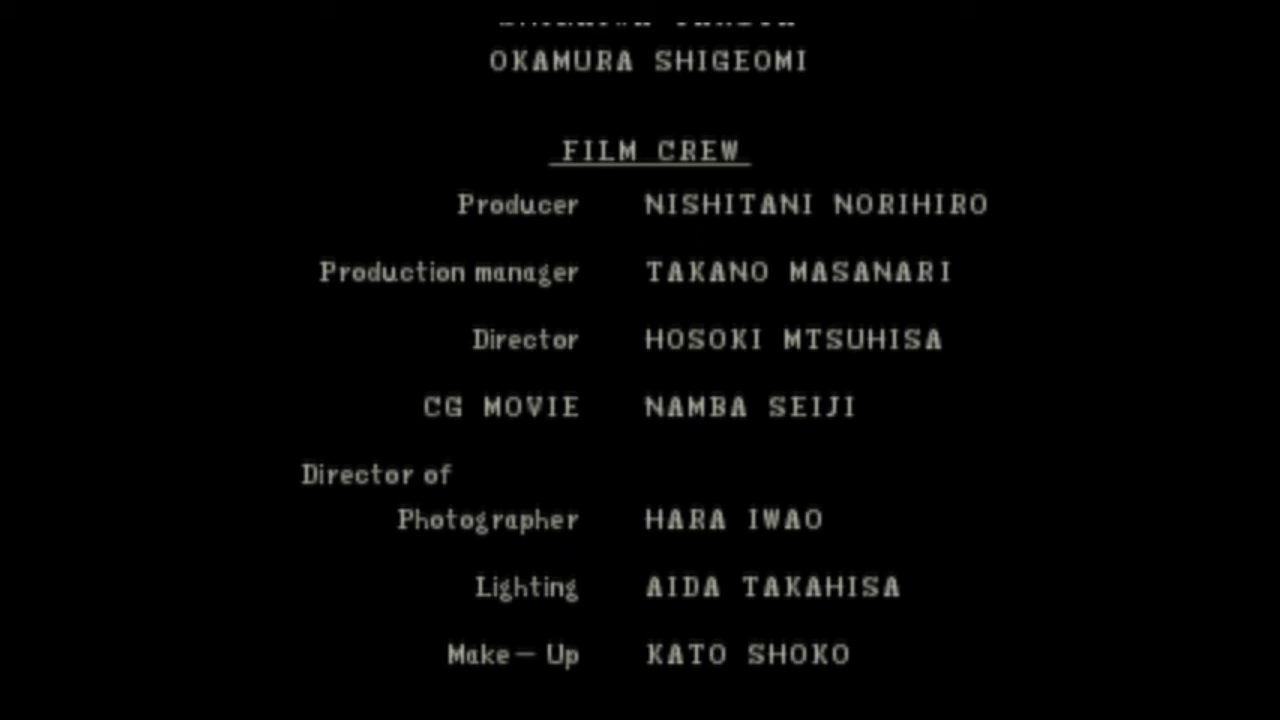 OKAMURA SHIGEOMI
FILM CREW
Producer NISHITANI NORIHIRO
Production manager TAKANO MASANARI
Director HOSOKI MTSUHISA
CG MOVIE NAMBA SEIJI
Director of
Photographer HARA IWAO
Lighting AIDA TAKAHISA
Make-Up KATO SHOKO